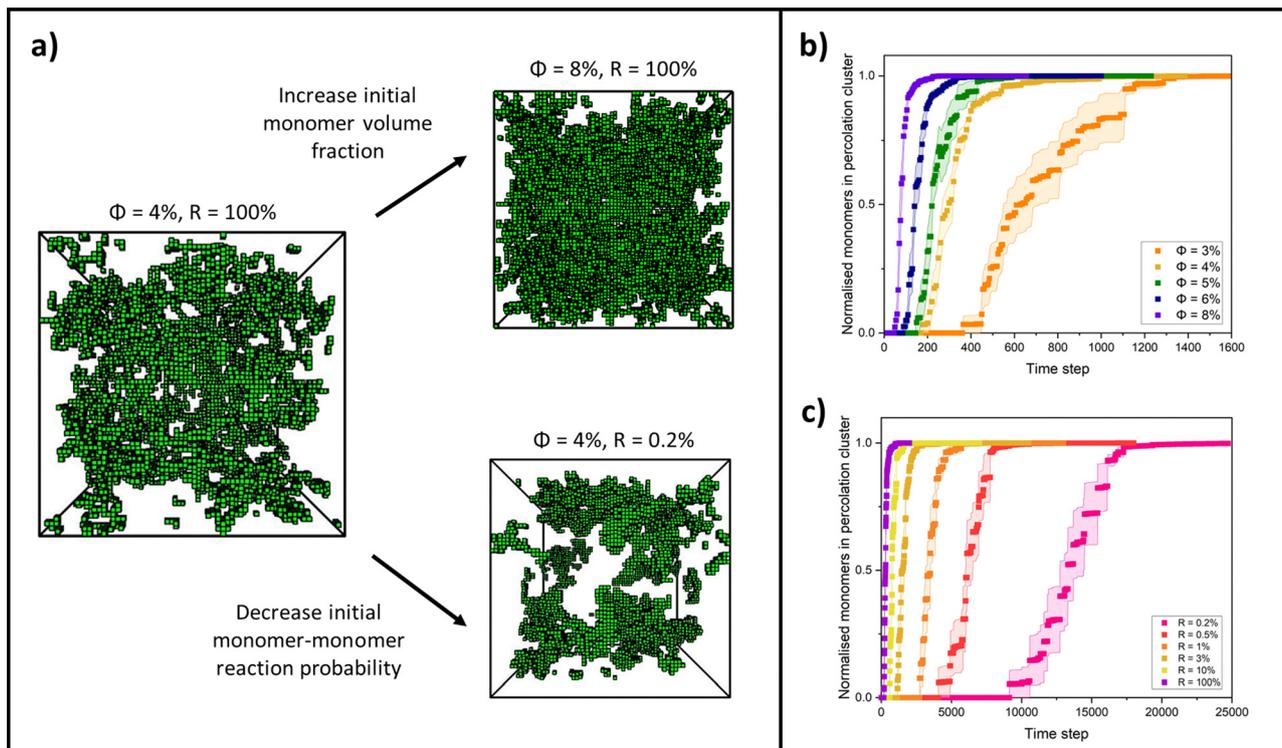 a)
Increase initial
monomer volume
fraction
Φ = 8%, R = 100%
Φ = 4%, R = 100%
Φ = 4%, R = 0.2%
Decrease initial
monomer-monomer
reaction probability
b)
Normalised monomers in percolation cluster
1.0
0.5
0.0
0 200 400 600 800 1000 1200 1400 1600
Time step
Φ = 3%
Φ = 4%
Φ = 5%
Φ = 6%
Φ = 8%
c)
Normalised monomers in percolation cluster
1.0
0.5
0.0
0 5000 10000 15000 20000 25000
Time step
R = 0.2%
R = 0.5%
R = 1%
R = 3%
R = 10%
R = 100%